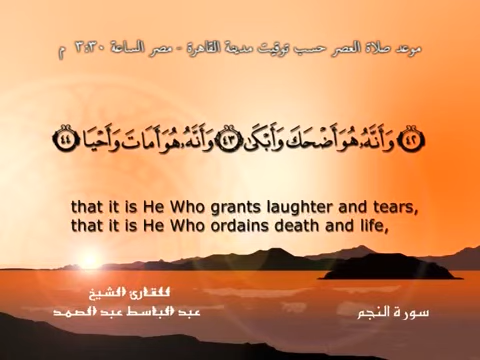 موعد صلاة العصر حسب توقيت مدينة القاهرة - مصر الساعة ٣:٣٠ م
﴿٤٢﴾ وَأَنَّهُۥ هُوَ أَضْحَكَ وَأَبْكَىٰ ﴿٤٣﴾ وَأَنَّهُۥ هُوَ أَمَاتَ وَأَحْيَا ﴿٤٤﴾
that it is He Who grants laughter and tears,
that it is He Who ordains death and life,
للقارئ الشيخ
عبد الباسط عبد الصمد
سورة النجم